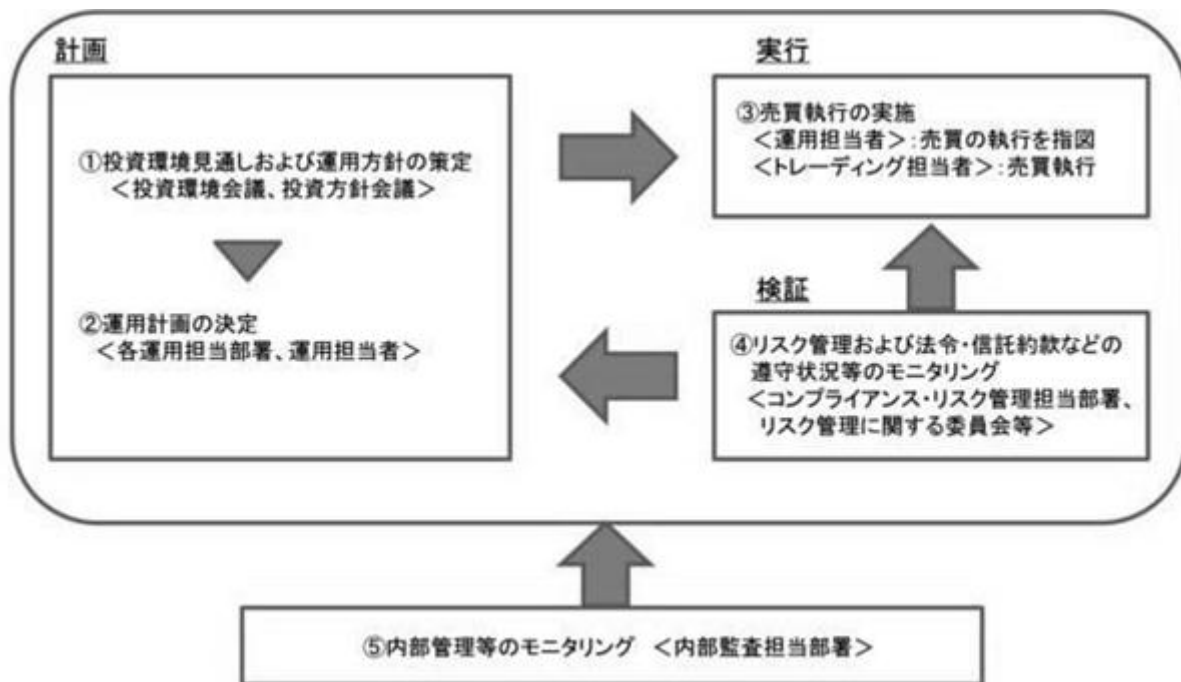 計画
①投資環境見通しおよび運用方針の策定
＜投資環境会議、投資方針会議＞
②運用計画の決定
＜各運用担当部署、運用担当者＞
実行
③売買執行の実施
＜運用担当者＞：売買の執行を指図
＜トレーディング担当者＞：売買執行
検証
④リスク管理および法令・信託約款などの
遵守状況等のモニタリング
＜コンプライアンス・リスク管理担当部署、
リスク管理に関する委員会等＞
⑤内部管理等のモニタリング ＜内部監査担当部署＞